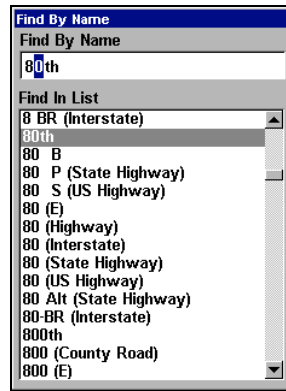 Find By Name
Find By Name
80th
Find In List
8 BR (Interstate)
80th
80 B
80 P (State Highway)
80 S (US Highway)
80 (E)
80 (Highway)
80 (Interstate)
80 (State Highway)
80 (US Highway)
80 Alt (State Highway)
80-BR (Interstate)
800th
800 (County Road)
800 (E)